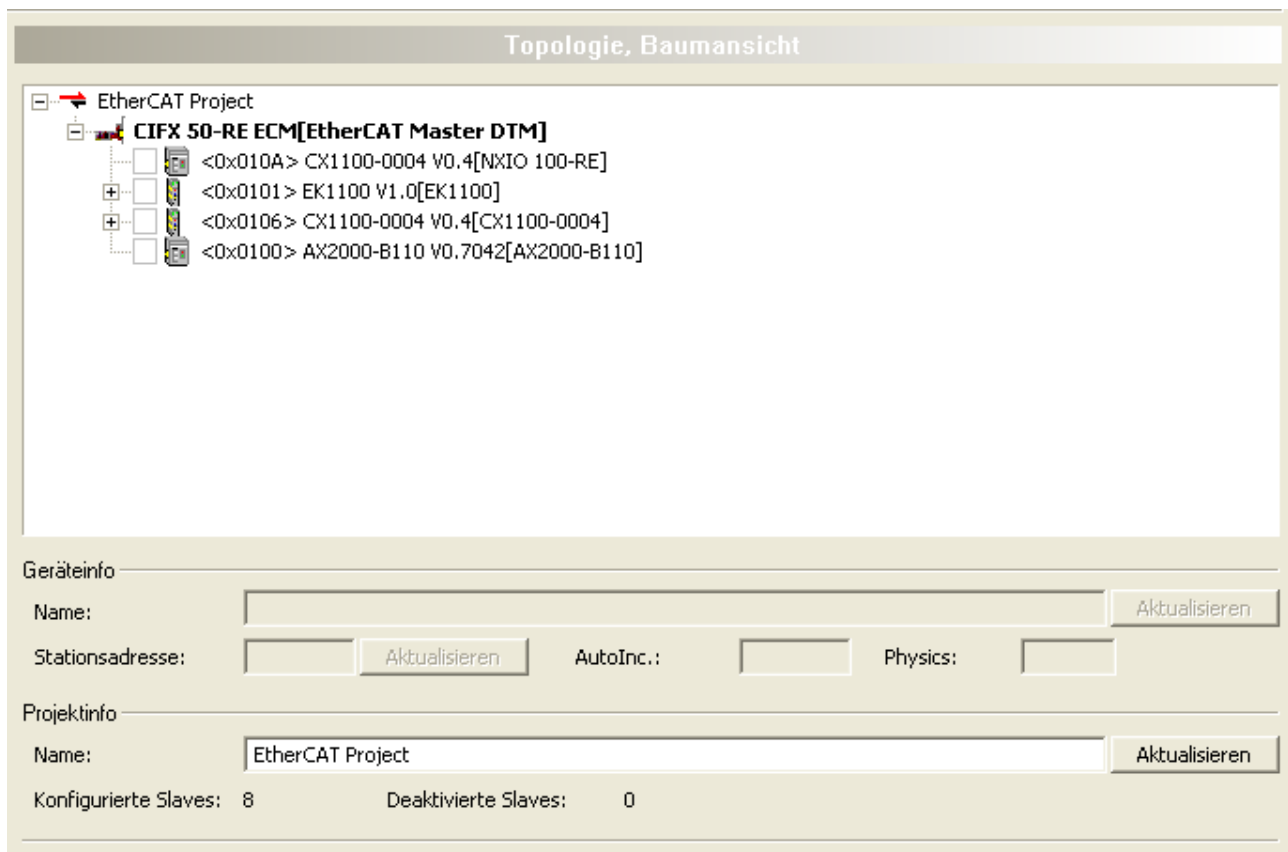 Topologie, Baumansicht
EtherCAT Project
CIFX 50-RE ECM[EtherCAT Master DTM]
<0x010A> CX1100-0004 V0.4[NXIO 100-RE]
<0x0101> EK1100 V1.0[EK1100]
<0x0106> CX1100-0004 V0.4[CX1100-0004]
<0x0100> AX2000-B110 V0.7042[AX2000-B110]
Geräteinfo
Name: Aktualisieren
Stationsadresse: Aktualisieren AutoInc.: Physics:
Projektinfo
Name: EtherCAT Project Aktualisieren
Konfigurierte Slaves: 8 Deaktivierte Slaves: 0